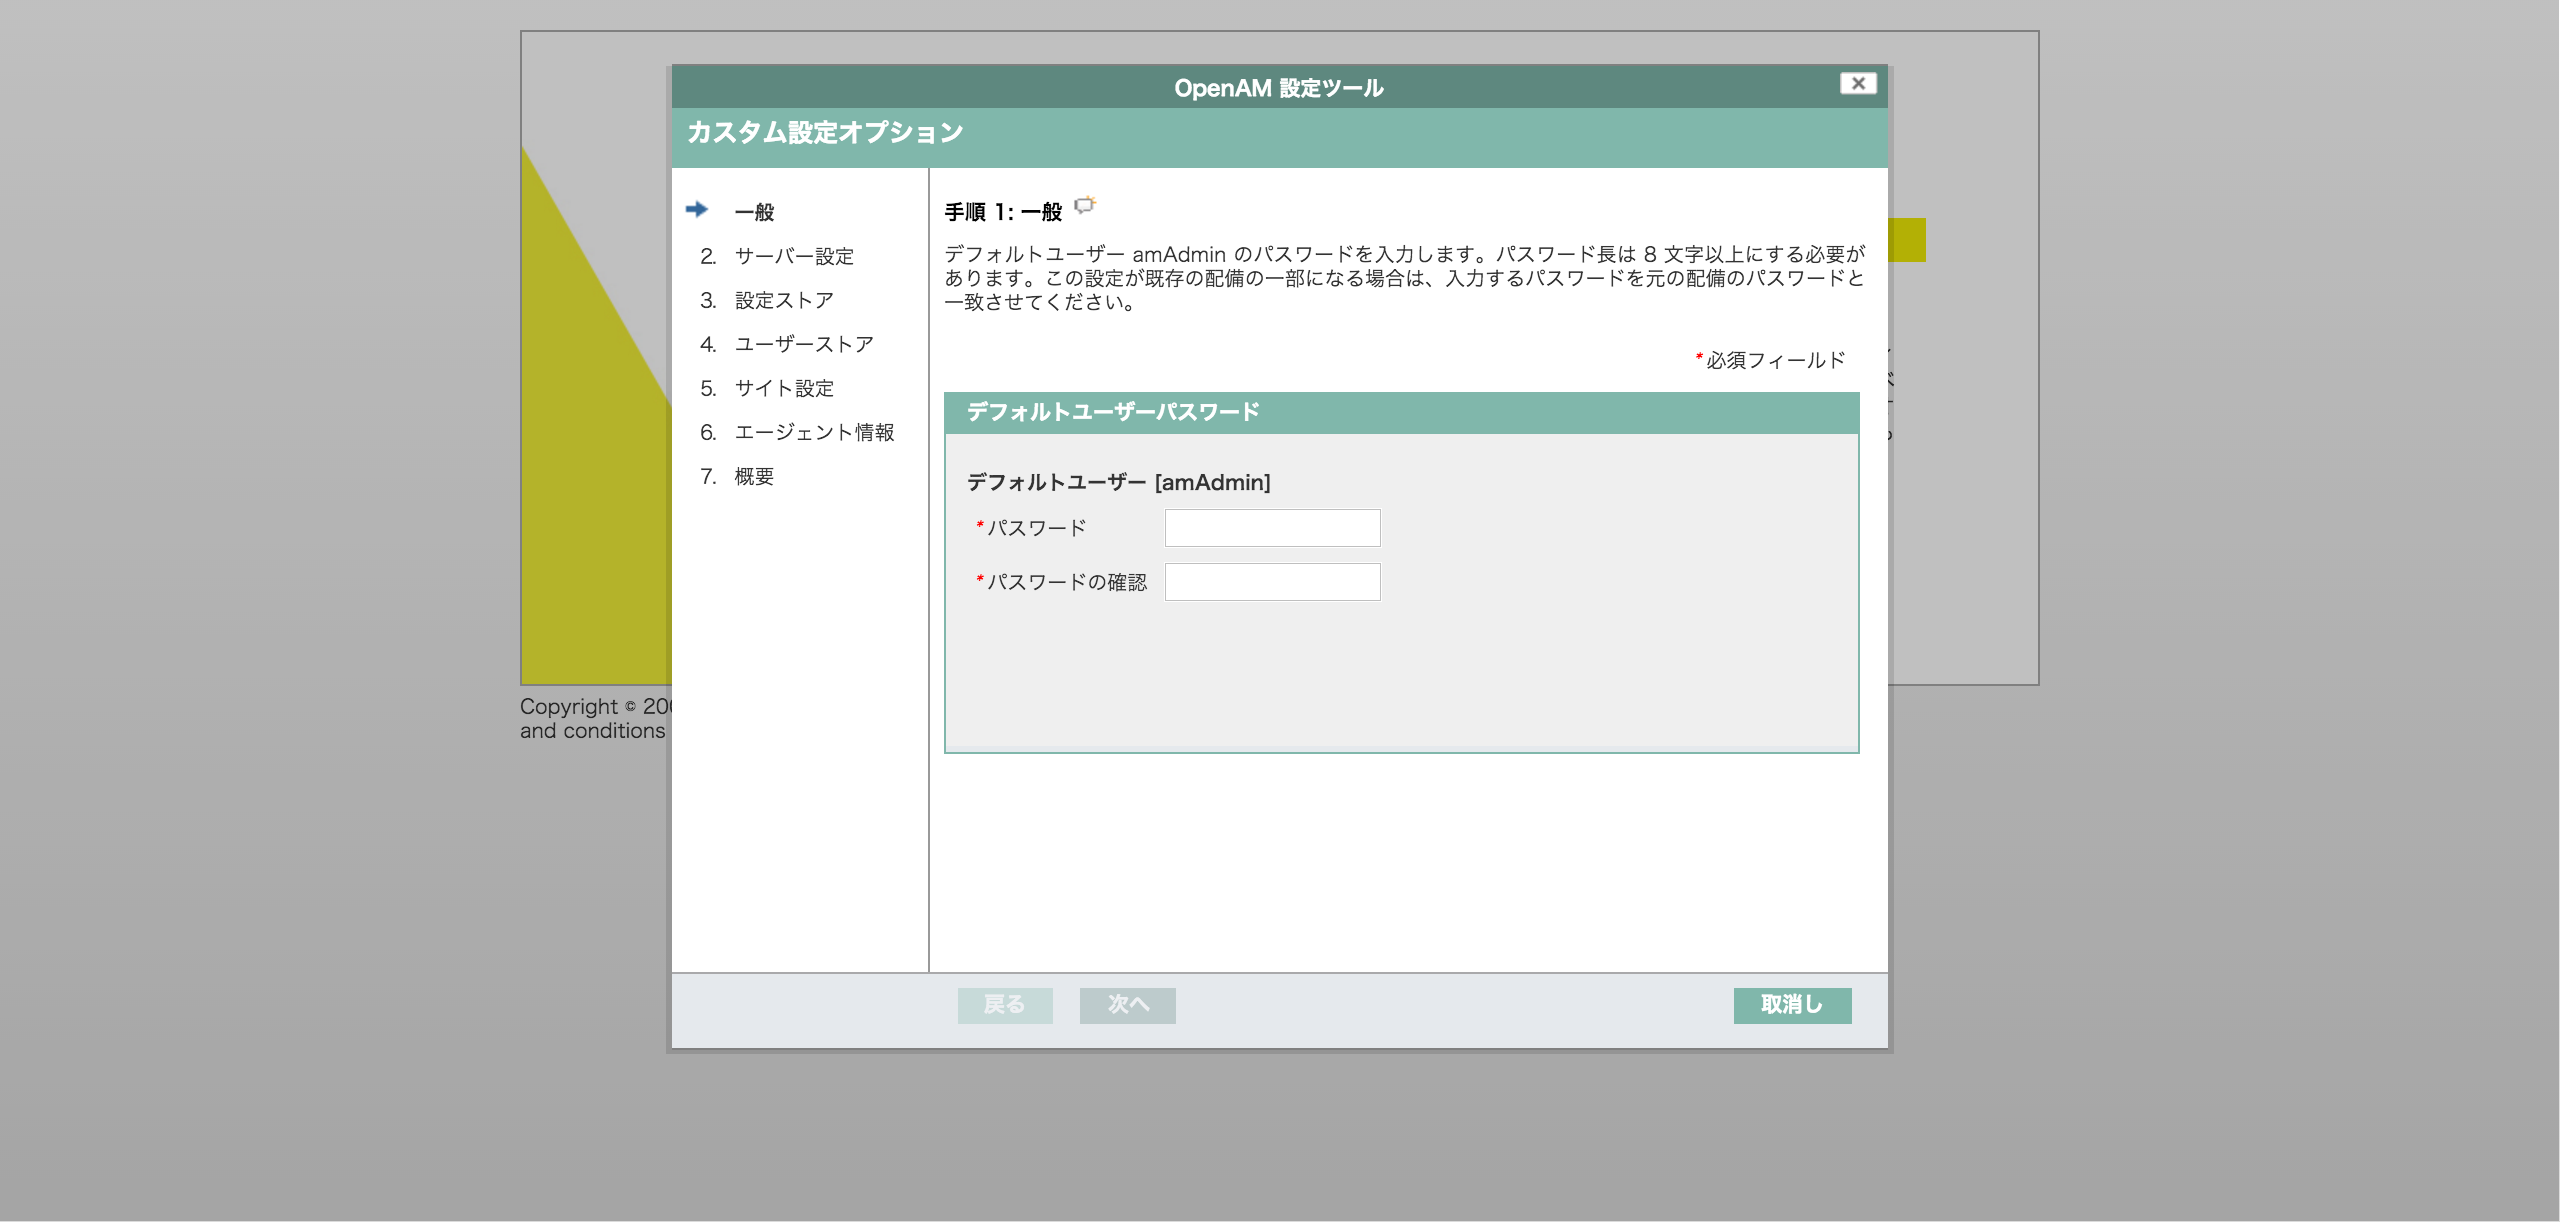 OpenAM 設定ツール
カスタム設定オプション
一般
2. サーバー設定
3. 設定ストア
4. ユーザーストア
5. サイト設定
6. エージェント情報
7. 概要
手順 1: 一般
デフォルトユーザー amAdmin のパスワードを入力します。パスワード長は 8 文字以上にする必要が
あります。この設定が既存の配備の一部になる場合は、入力するパスワードを元の配備のパスワードと
一致させてください。
*必須フィールド
デフォルトユーザーパスワード
デフォルトユーザー [amAdmin]
*パスワード
*パスワードの確認
戻る 次へ 取消し
Copyright ©
and conditions